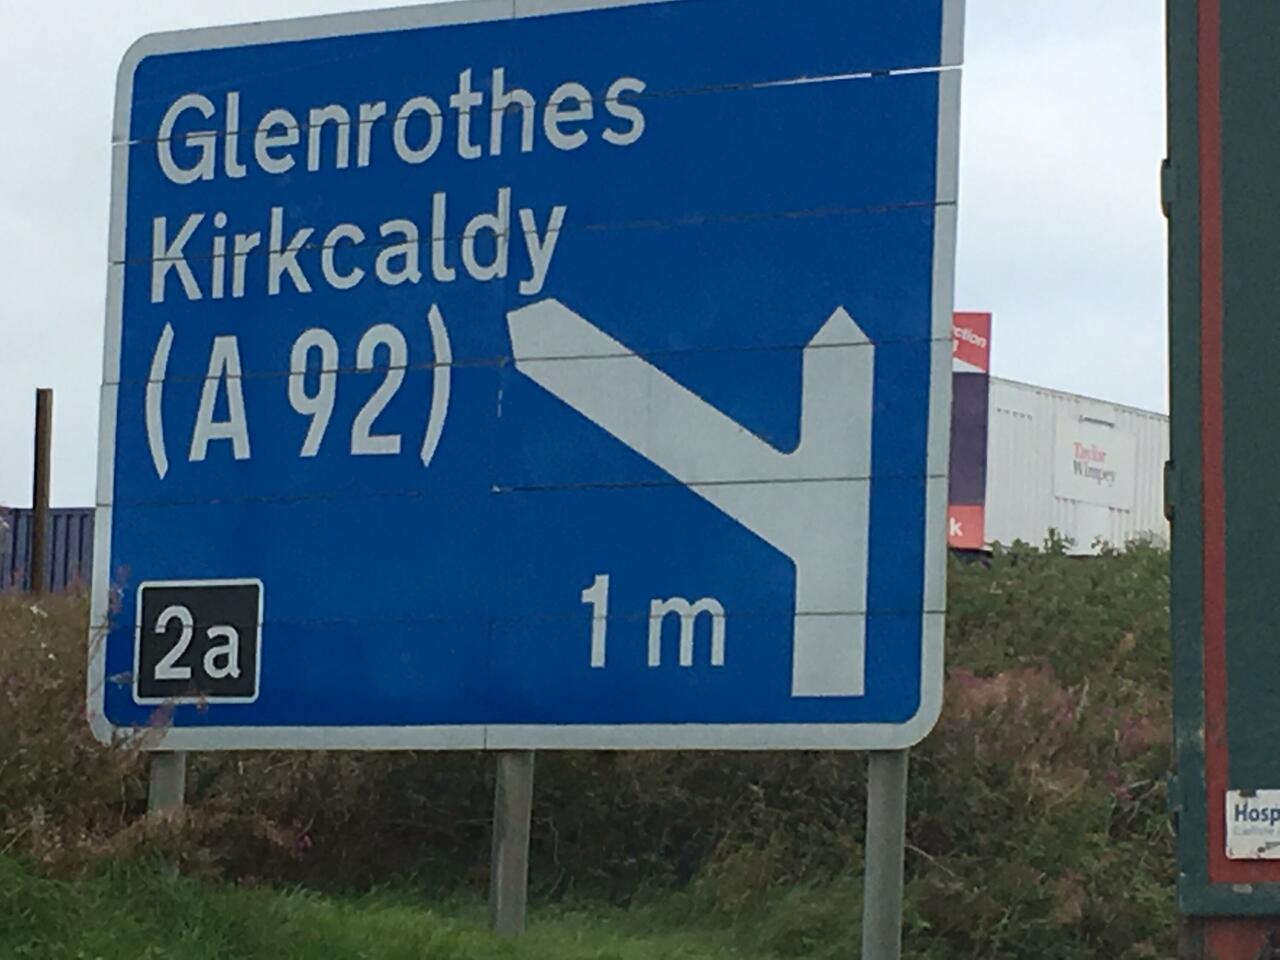 Glenrothes
Kirkcaldy
(A 92)
2a
1 m
Taylor
Wimpey
k
Hosp